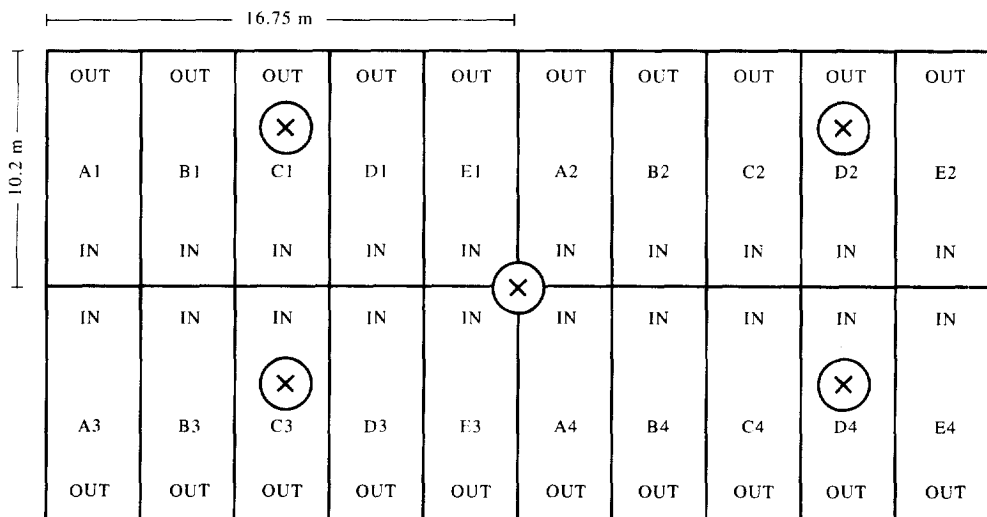 16.75 m
10.2 m
OUT OUT OUT OUT OUT OUT OUT OUT OUT OUT
A1 B1 C1 D1 E1 A2 B2 C2 D2 E2
IN IN IN IN IN IN IN IN IN IN
IN IN IN IN IN IN IN IN IN IN
A3 B3 C3 D3 E3 A4 B4 C4 D4 E4
OUT OUT OUT OUT OUT OUT OUT OUT OUT OUT